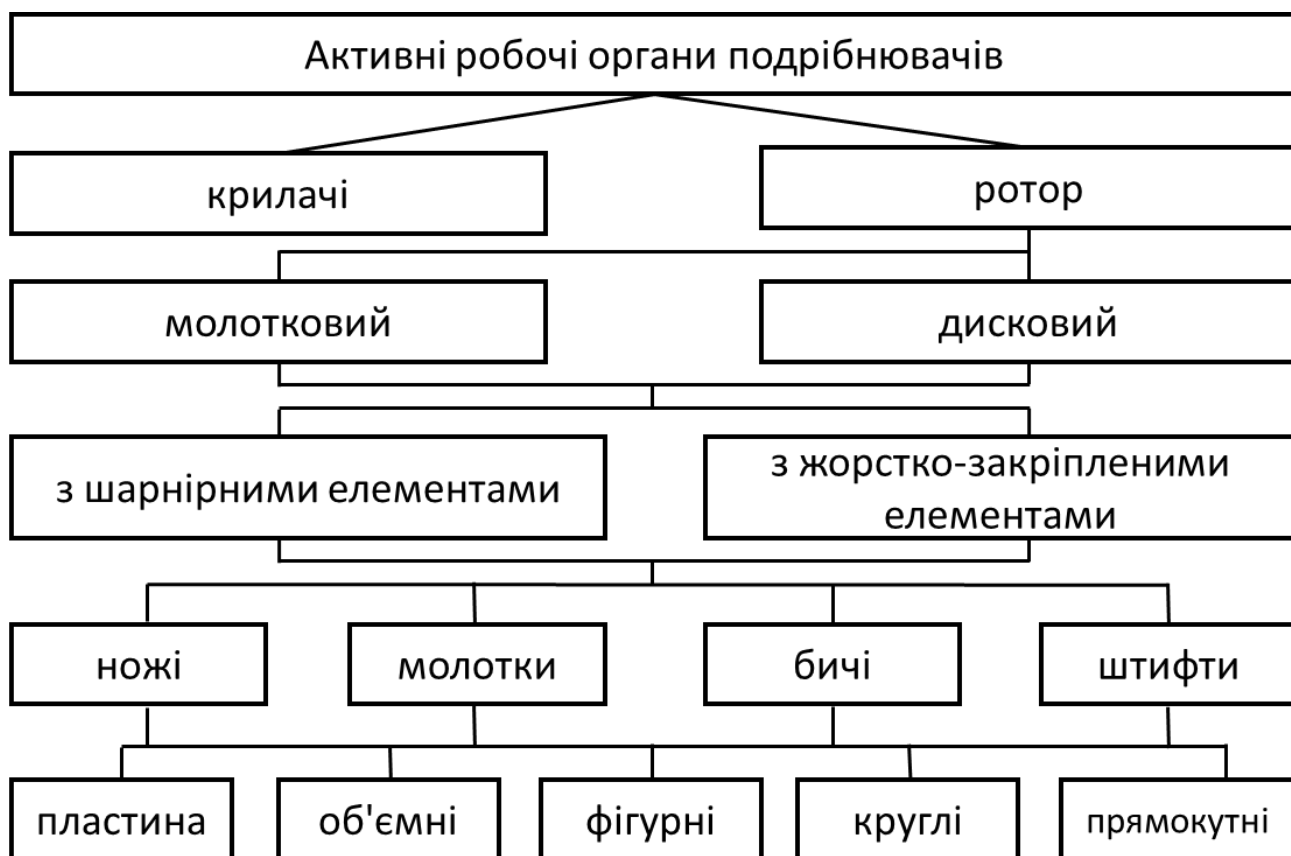 Активні робочі органи подрібнювачів
крилачі
ротор
молотковий
дисковий
з шарнірними елементами
з жорстко-закріпленими
елементами
ножі
молотки
бичі
штифти
пластина
об'ємні
фігурні
круглі
прямокутні